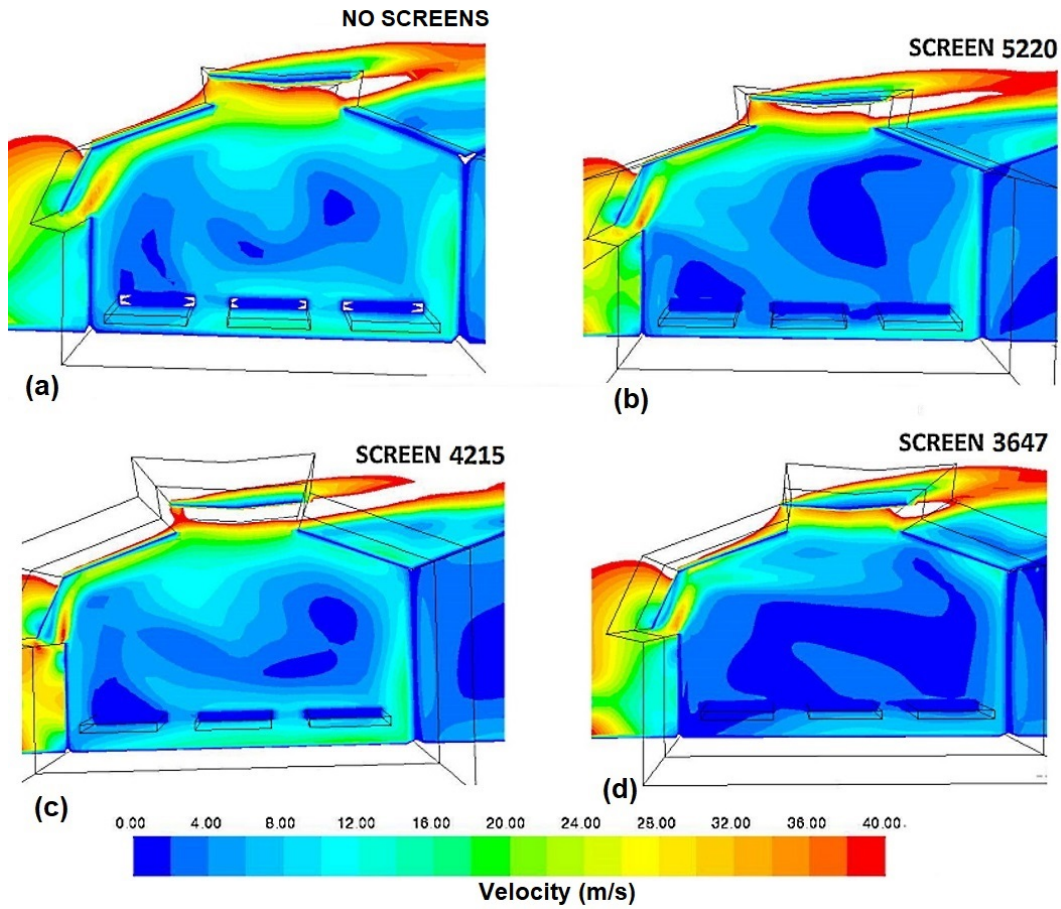 NO SCREENS
SCREEN 5220
(a)
(b)
SCREEN 4215
SCREEN 3647
(c)
(d)
0.00 4.00 8.00 12.00 16.00 20.00 24.00 28.00 32.00 36.00 40.00
Velocity (m/s)